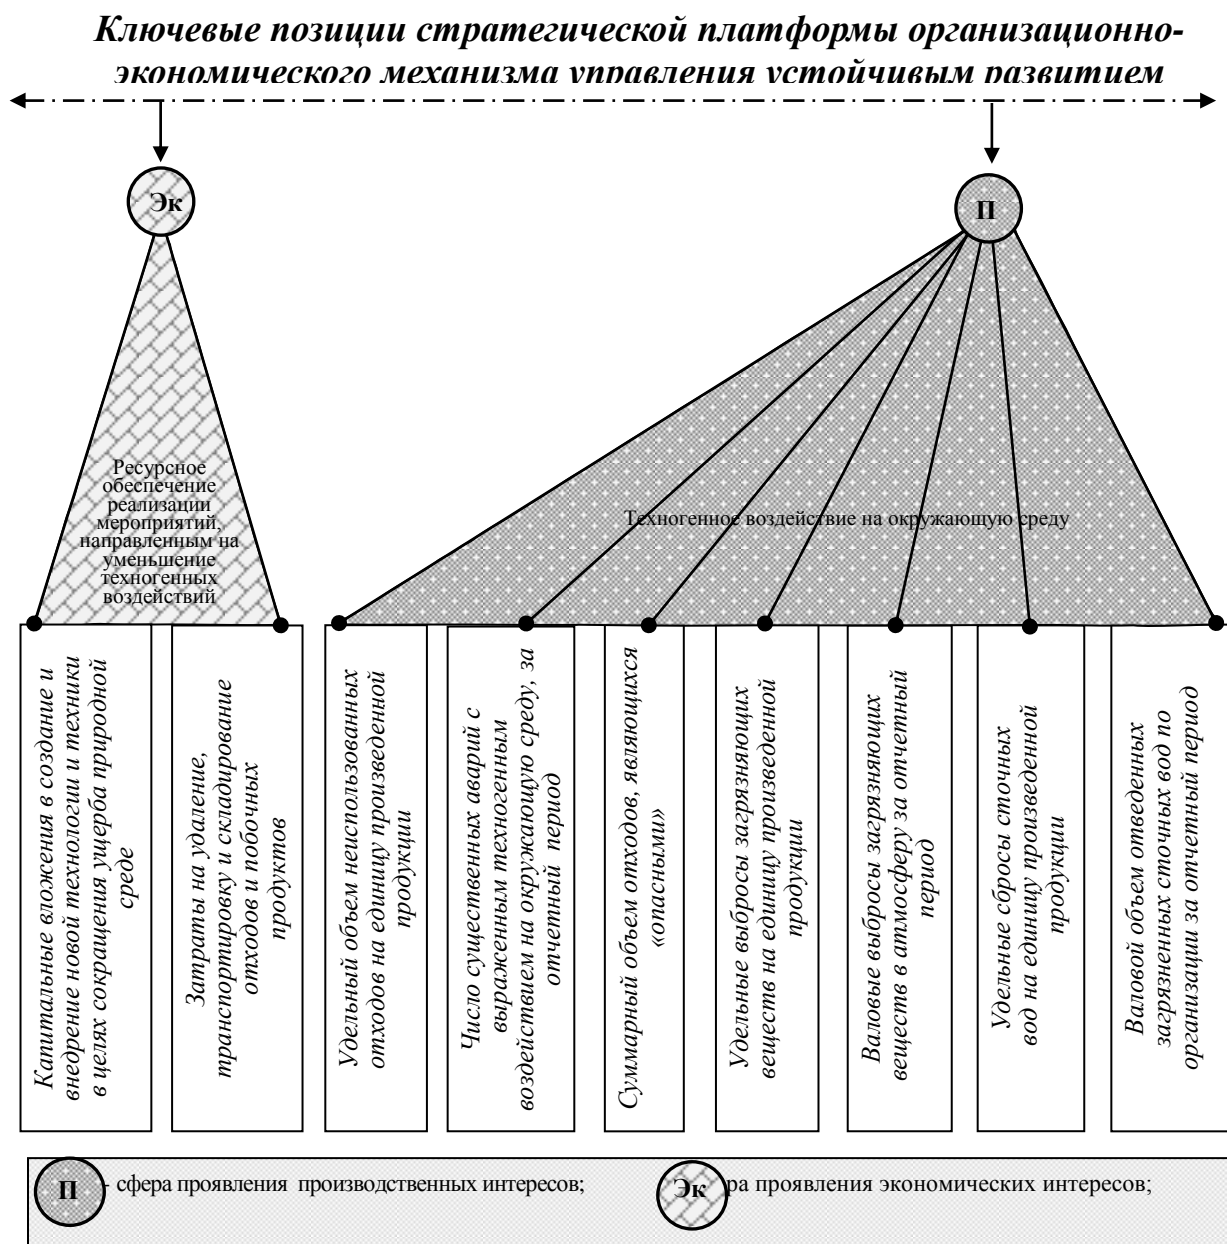 Ключевые позиции стратегической платформы организационно-
экономического механизма управления устойчивым развитием
Эк
П
Ресурсное
обеспечение
реализации
мероприятий,
направленным на
уменьшение
техногенных
воздействий
Техногенное воздействие на окружающую среду
Капитальные вложения в создание и
внедрение новой технологии и техники
в целях сокращения ущерба природной
среде
Затраты на удаление,
транспортировку и складирование
отходов и побочных
продуктов
Удельный объем неиспользованных
отходов на единицу произведенной
продукции
Число существенных аварий с
выраженным техногенным
воздействием на окружающую среду, за
отчетный период
Суммарный объем отходов, являющихся
«опасными»
Удельные выбросы загрязняющих
веществ на единицу произведенной
продукции
Валовые выбросы загрязняющих
веществ в атмосферу за отчетный
период
Удельные сбросы сточных
вод на единицу произведенной
продукции
Валовой объем отведенных
загрязненных сточных вод по
организации за отчетный период
П - сфера проявления производственных интересов;
Эк ра проявления экономических интересов;